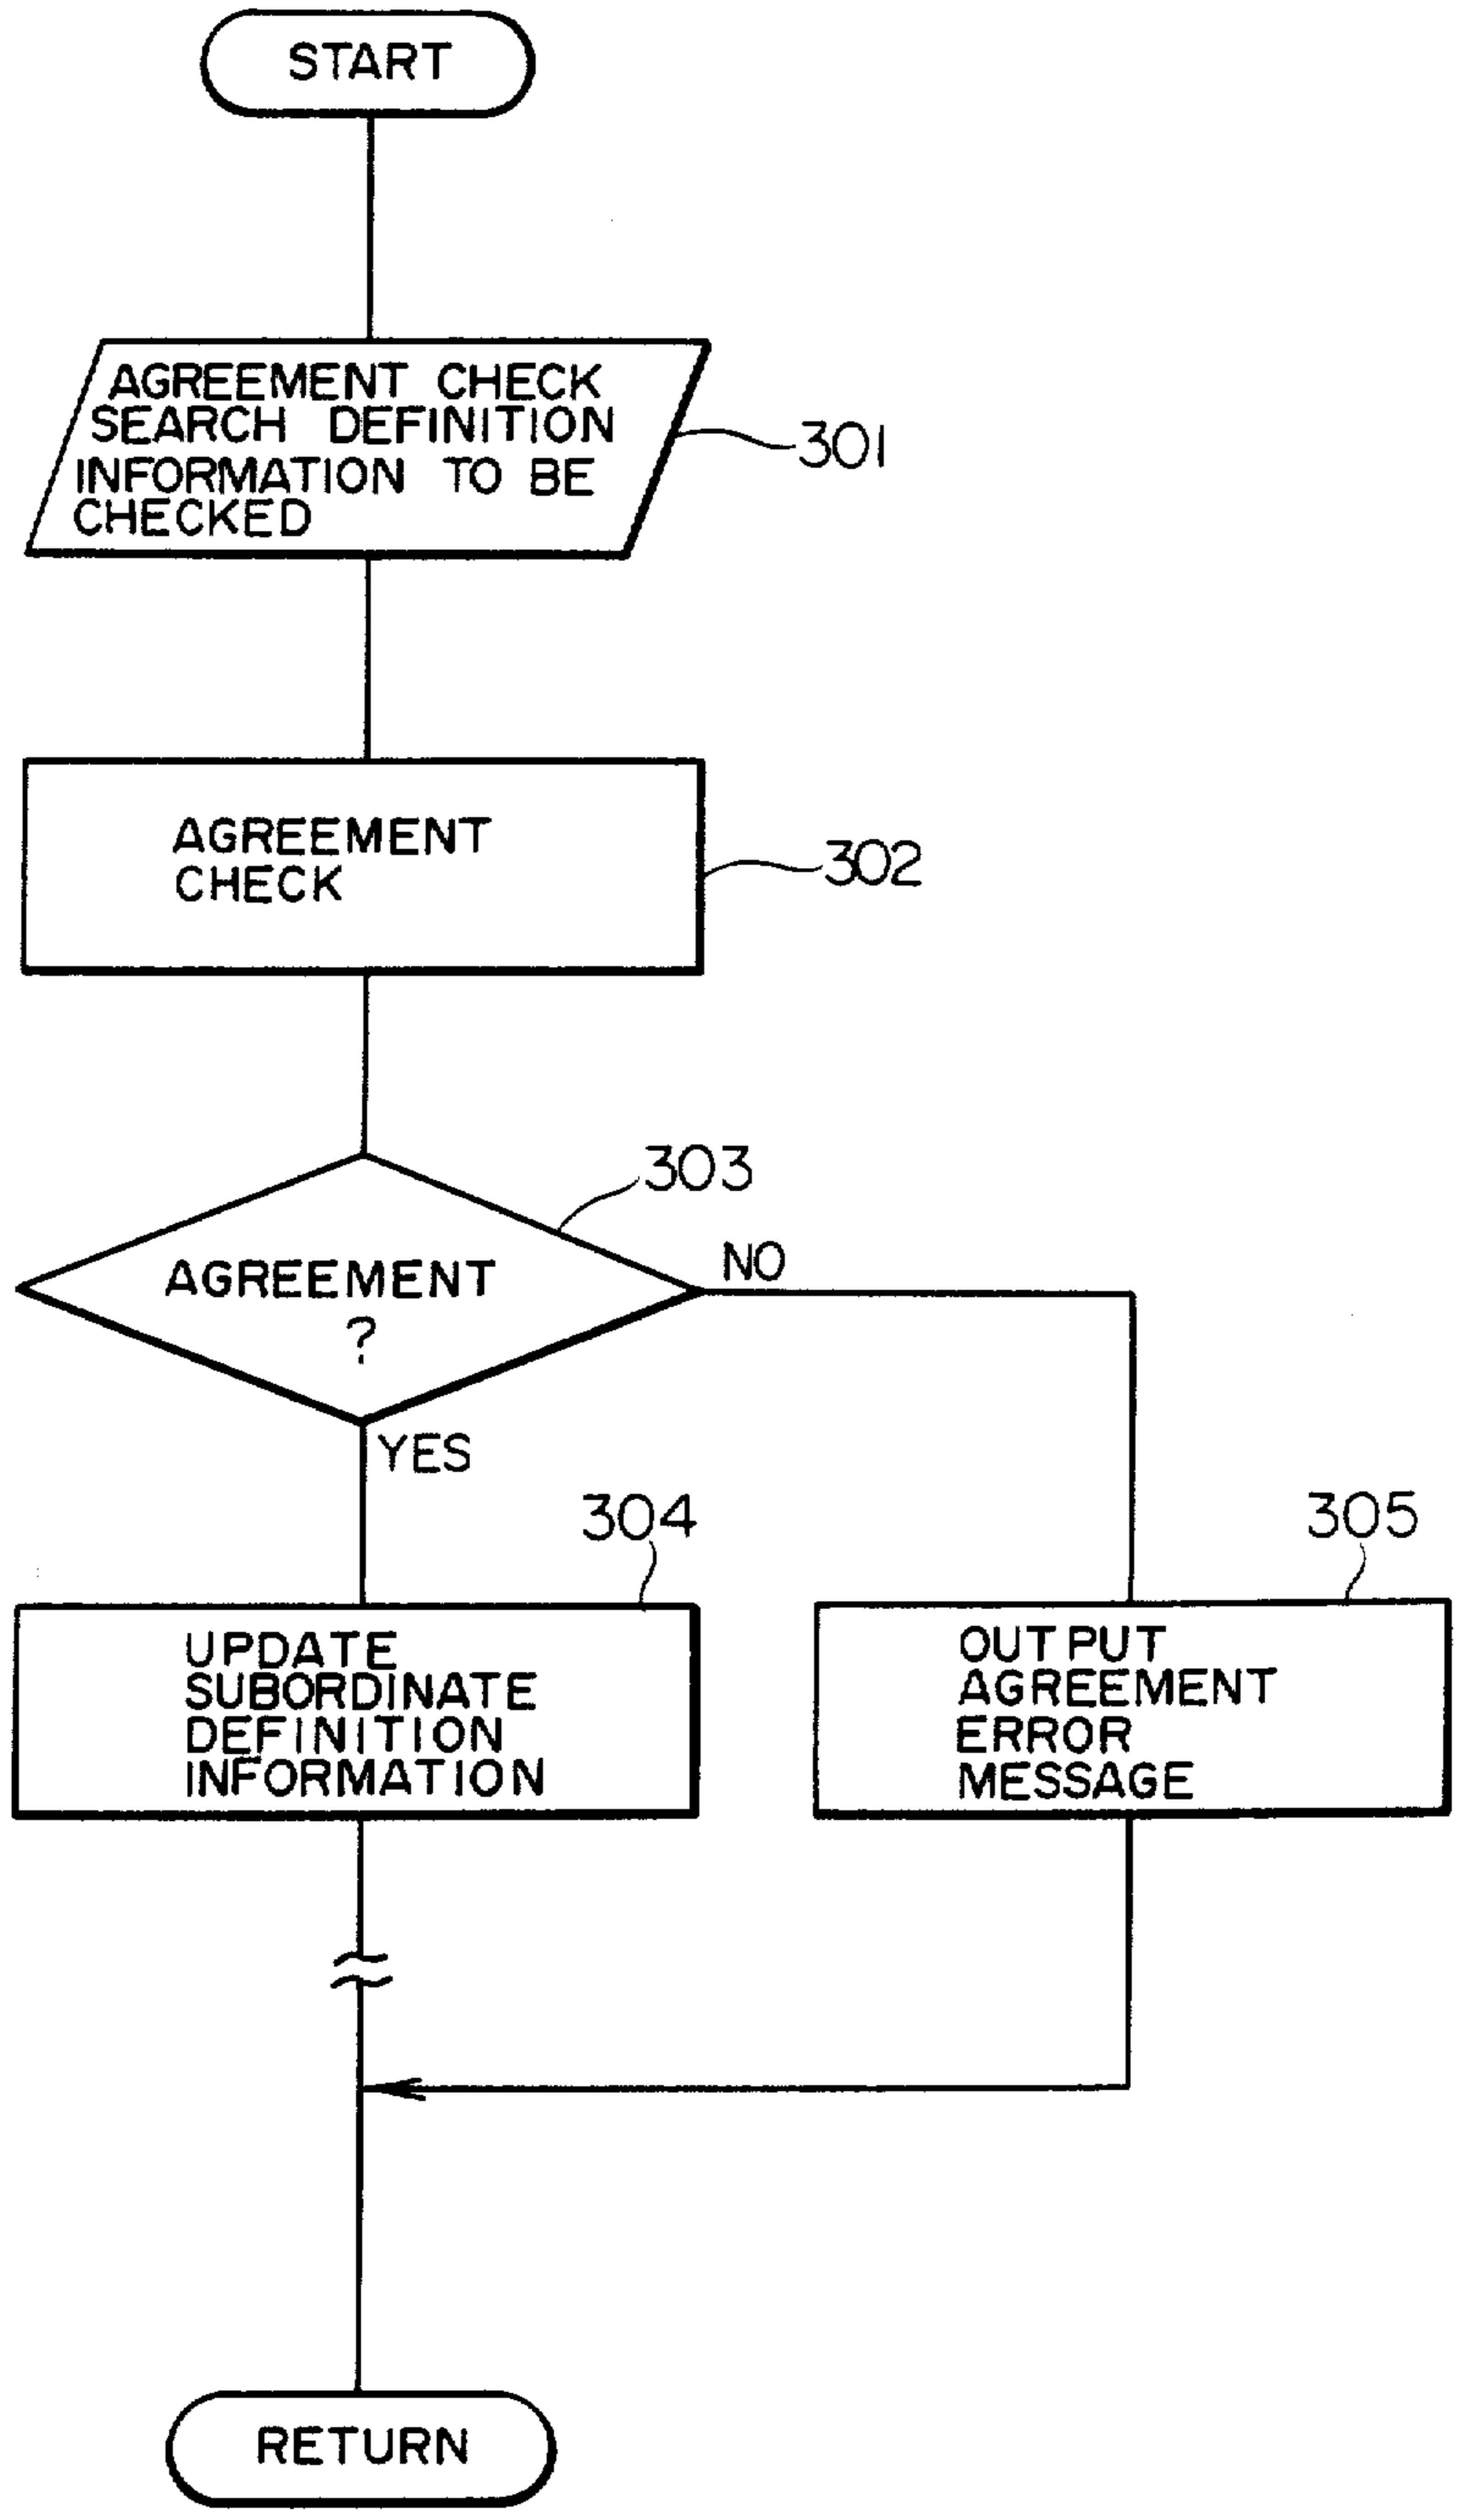 START
AGREEMENT CHECK
SEARCH DEFINITION
INFORMATION TO BE
CHECKED
301
AGREEMENT
CHECK
302
303
AGREEMENT
?
NO
YES
304
305
UPDATE
SUBORDINATE
DEFINITION
INFORMATION
OUTPUT
AGREEMENT
ERROR
MESSAGE
RETURN